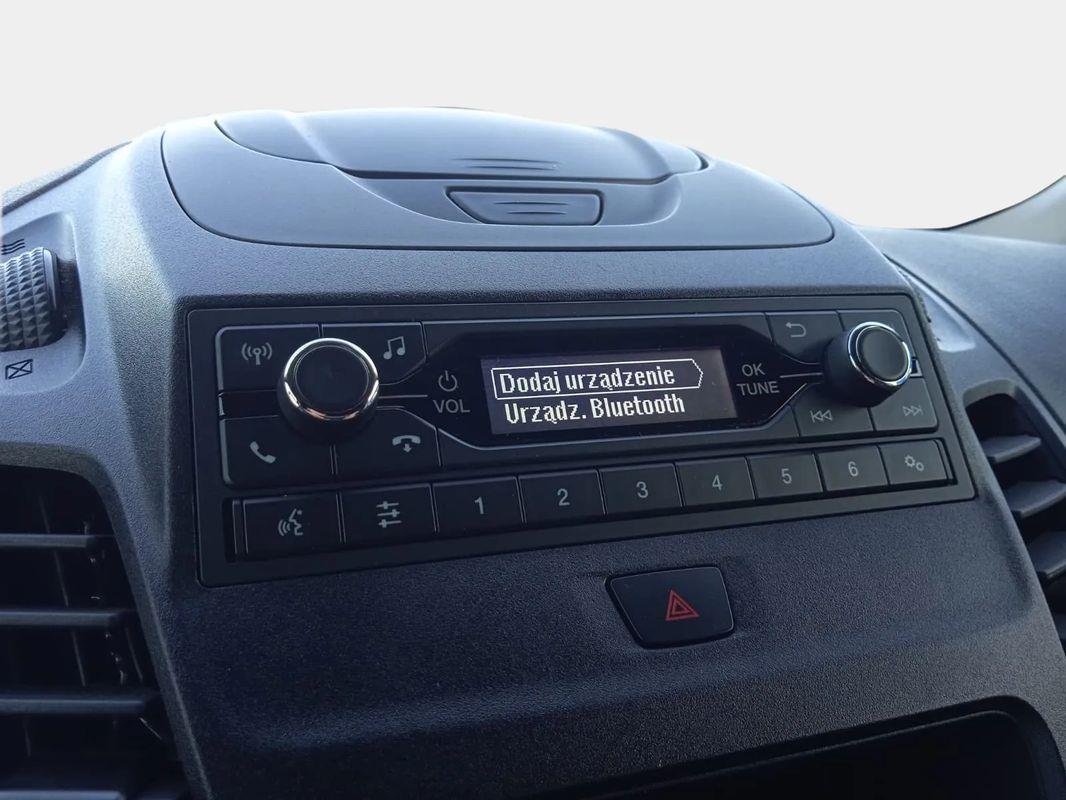 Dodaj urządzenie
Urządz. Bluetooth
VOL
OK
TUNE
1 2 3 4 5 6